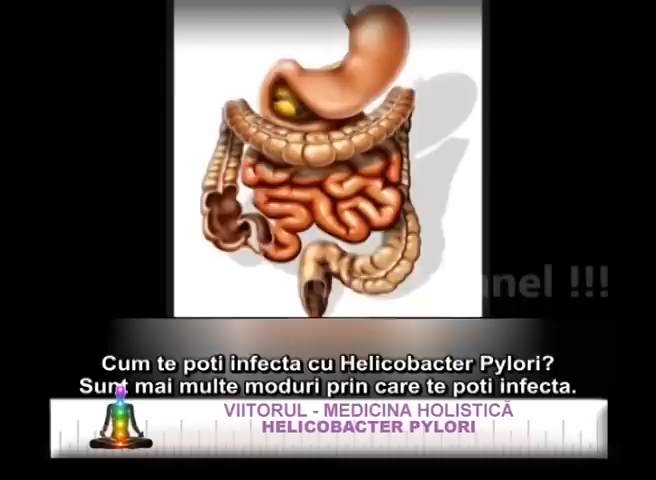 !!!
Cum te poti infecta cu Helicobacter Pylori?
Sunt mai multe moduri prin care te poti infecta.
VIITORUL - MEDICINA HOLISTICĂ
HELICOBACTER PYLORI